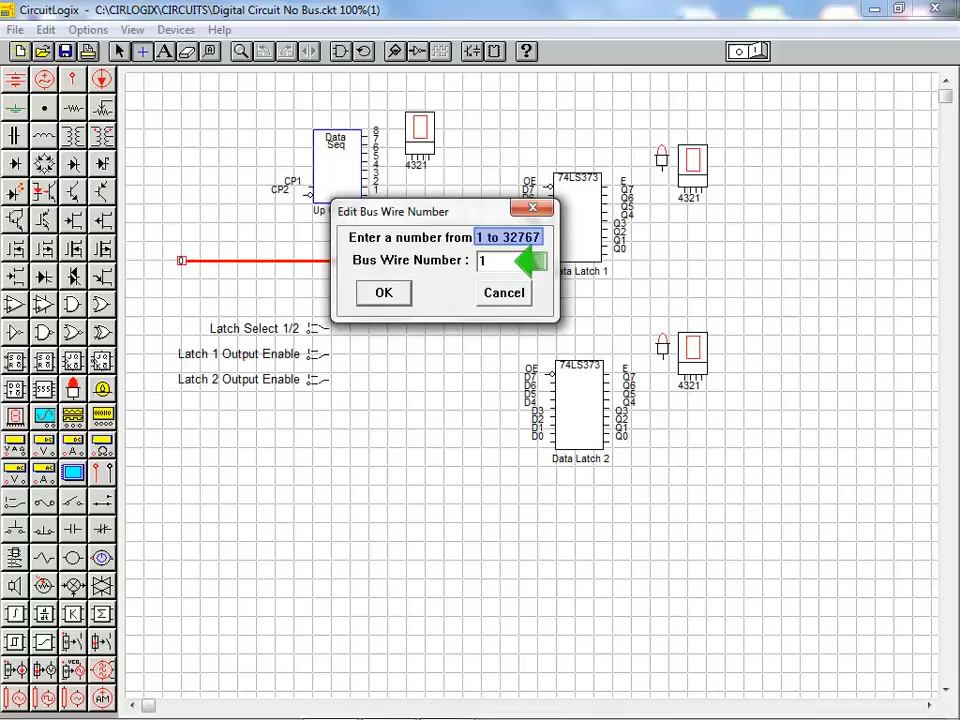 CircuitLogix - C:\CIRLOGIX\CIRCUITS\Digital Circuit No Bus.ckt 100%(1)
File Edit Options View Devices Help
A
?
Data
Seq
8
7
6
5
4
3
2
1
CP1
CP2
4321
Edit Bus Wire Number
Enter a number from 1 to 32767
Bus Wire Number : 1
OK Cancel
OE
D7
74LS373
E
Q7
Q6
Q5
Q4
Q3
Q2
Q1
Q0
4321
Latch 1
Latch Select 1/2
Latch 1 Output Enable
Latch 2 Output Enable
OE
D7
D6
D5
D4
D3
D2
D1
D0
74LS373
E
Q7
Q6
Q5
Q4
Q3
Q2
Q1
Q0
4321
Data Latch 2
555
K
Σ
AM